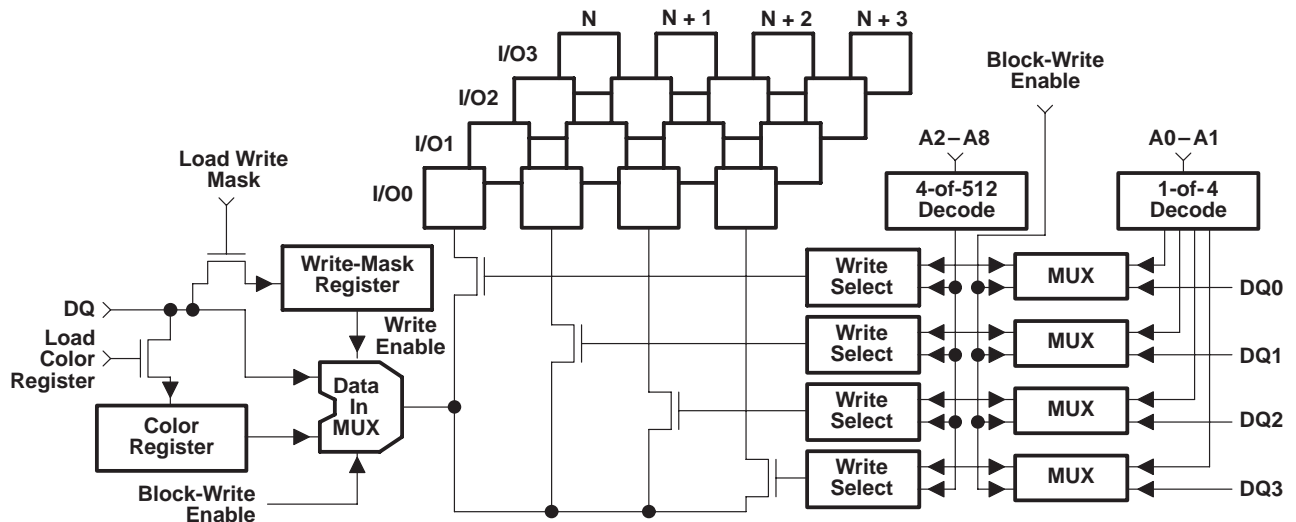 N N + 1 N + 2 N + 3
I/O3
I/O2
I/O1
I/O0
Block-Write
Enable
A2–A8
A0–A1
4-of-512
Decode
1-of-4
Decode
Load Write
Mask
Write-Mask
Register
DQ
Load
Color
Register
Write
Enable
Data
In
MUX
Color
Register
Block-Write
Enable
Write
Select
MUX
DQ0
Write
Select
MUX
DQ1
Write
Select
MUX
DQ2
Write
Select
MUX
DQ3